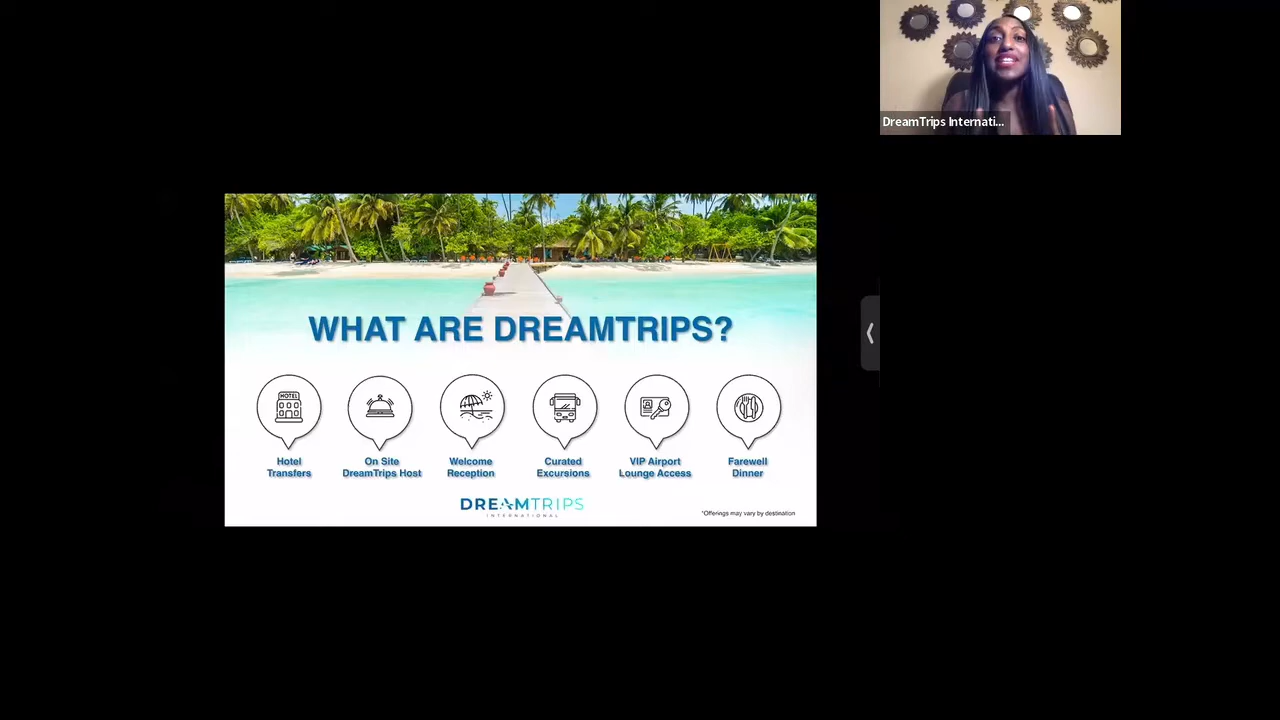 DreamTrips Internati...
WHAT ARE DREAMTRIPS?
HOTEL
Hotel
Transfers
On Site
DreamTrips Host
Welcome
Reception
Curated
Excursions
VIP Airport
Lounge Access
Farewell
Dinner
DREAMTRIPS
INTERNATIONAL
*Offerings may vary by destination